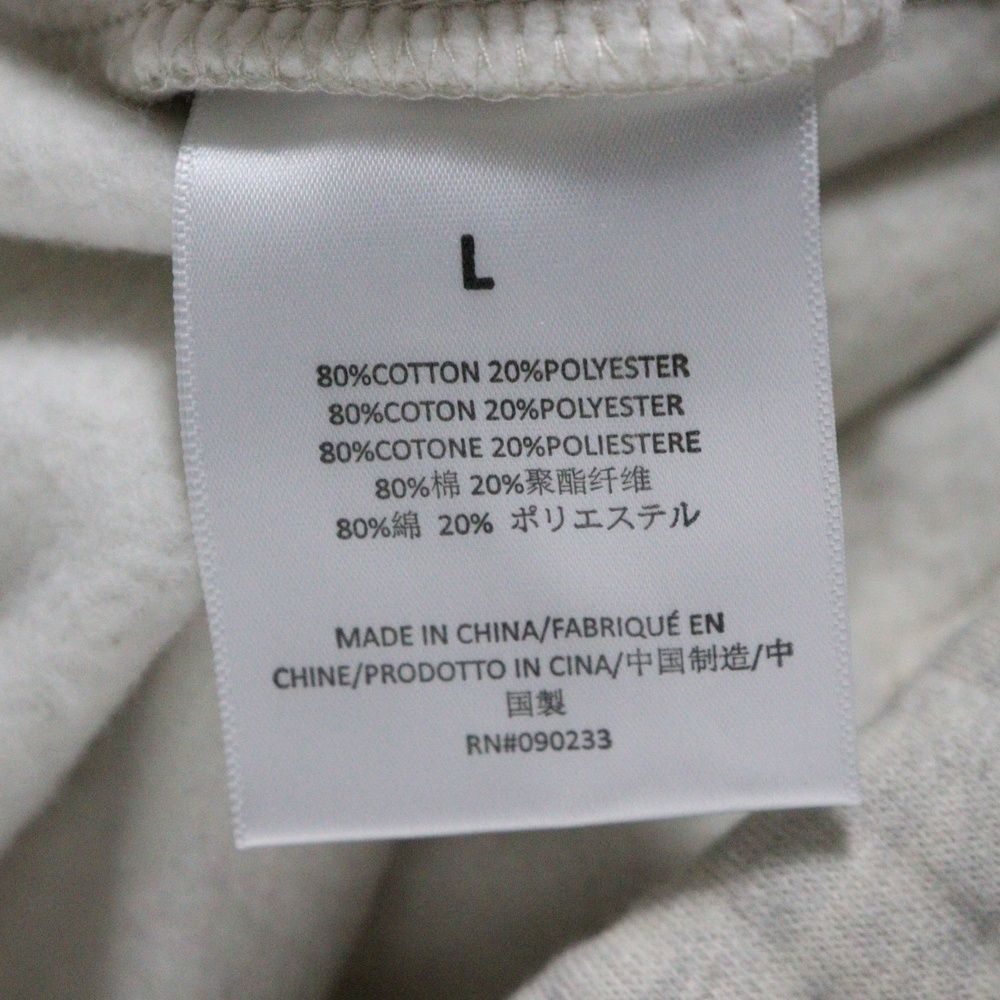 L
80%COTTON 20%POLYESTER
80%COTON 20%POLYESTER
80%COTONE 20%POLIESTERE
80%棉 20%聚酯纤维
80%綿 20% ポリエステル
MADE IN CHINA/FABRIQUÉ EN
CHINE/PRODOTTO IN CINA/中国制造/中
国製
RN#090233